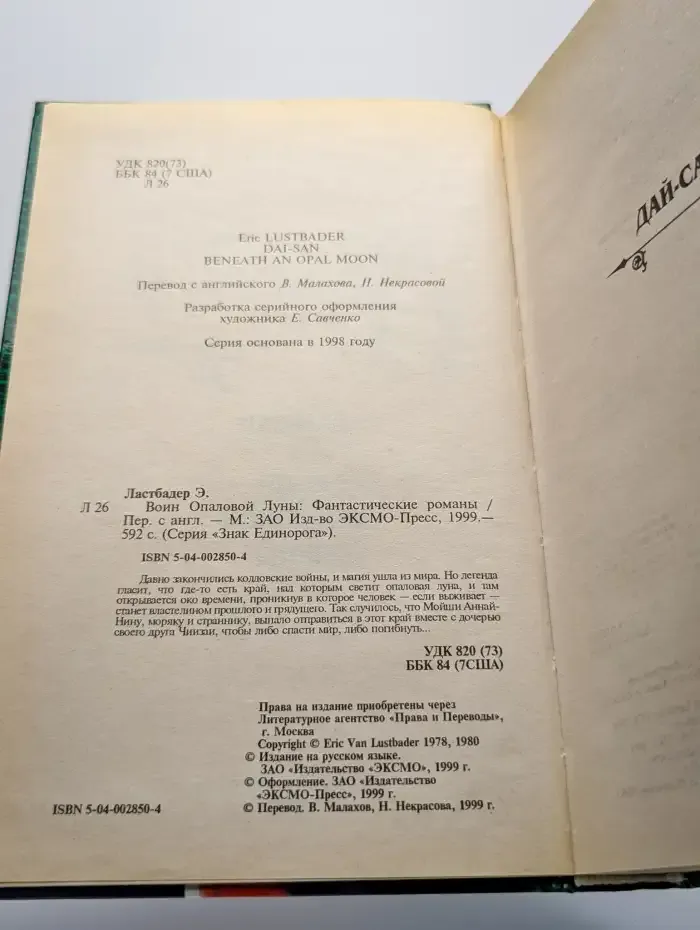 УДК 820(73)
ББК 84 (7 США)
Л 26
Eric LUSTBADER
DAI-SAN
BENEATH AN OPAL MOON
Перевод с английского В. Малахова, Н. Некрасовой
Разработка серийного оформления
художника Е. Савченко
Серия основана в 1998 году
Ластбадер Э.
Л 26 Воин Опаловой Луны: Фантастические романы /
Пер. с англ. — М.: ЗАО Изд-во ЭКСМО-Пресс, 1999.—
592 с. (Серия «Знак Единорога»).
ISBN 5-04-002850-4
Давно закончились колдовские войны, и магия ушла из мира. Но легенда
гласит, что где-то есть край, над которым светит опаловая луна, и там
открывается око времени, проникнув в которое человек — если выживает —
станет властелином прошлого и грядущего. Так случилось, что Мойши Аннай-
Нину, моряку и страннику, выпало отправиться в этот край вместе с дочерью
своего друга Чиизаи, чтобы либо спасти мир, либо погибнуть...
УДК 820 (73)
ББК 84 (7США)
Права на издание приобретены через
Литературное агентство «Права и Переводы»,
г. Москва
Copyright © Eric Van Lustbader 1978, 1980
© Издание на русском языке.
ЗАО «Издательство «ЭКСМО», 1999 г.
© Оформление. ЗАО «Издательство
«ЭКСМО-Пресс», 1999 г.
ISBN 5-04-002850-4 © Перевод. В. Малахов, Н. Некрасова, 1999 г.
ДАЙ-СА